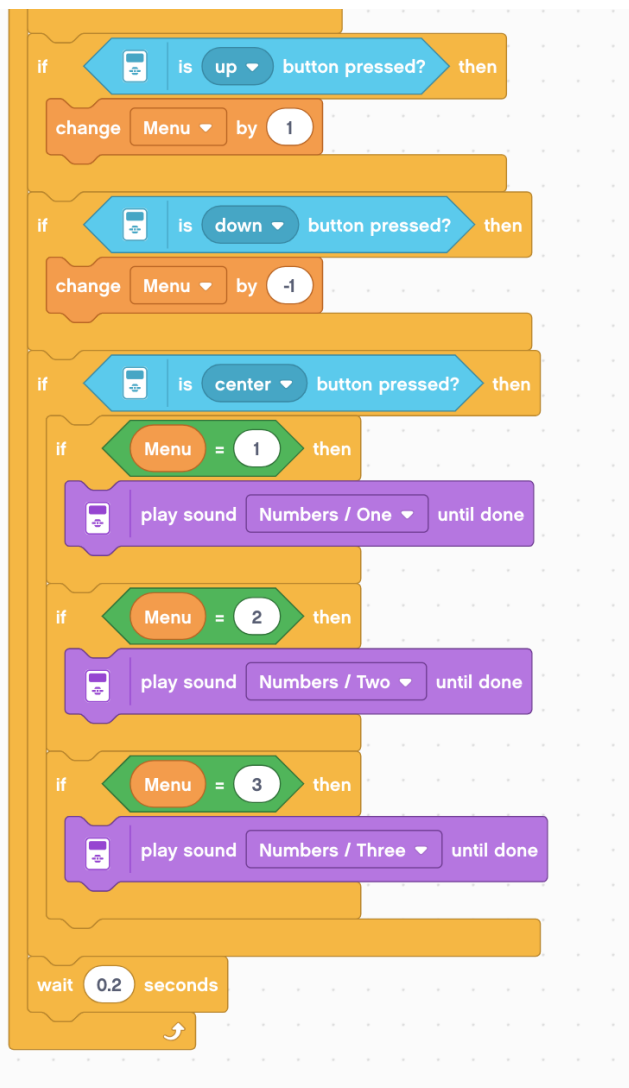 if is up button pressed? then
change Menu by 1
if is down button pressed? then
change Menu by -1
if is center button pressed? then
if Menu = 1 then
play sound Numbers / One until done
if Menu = 2 then
play sound Numbers / Two until done
if Menu = 3 then
play sound Numbers / Three until done
wait 0.2 seconds